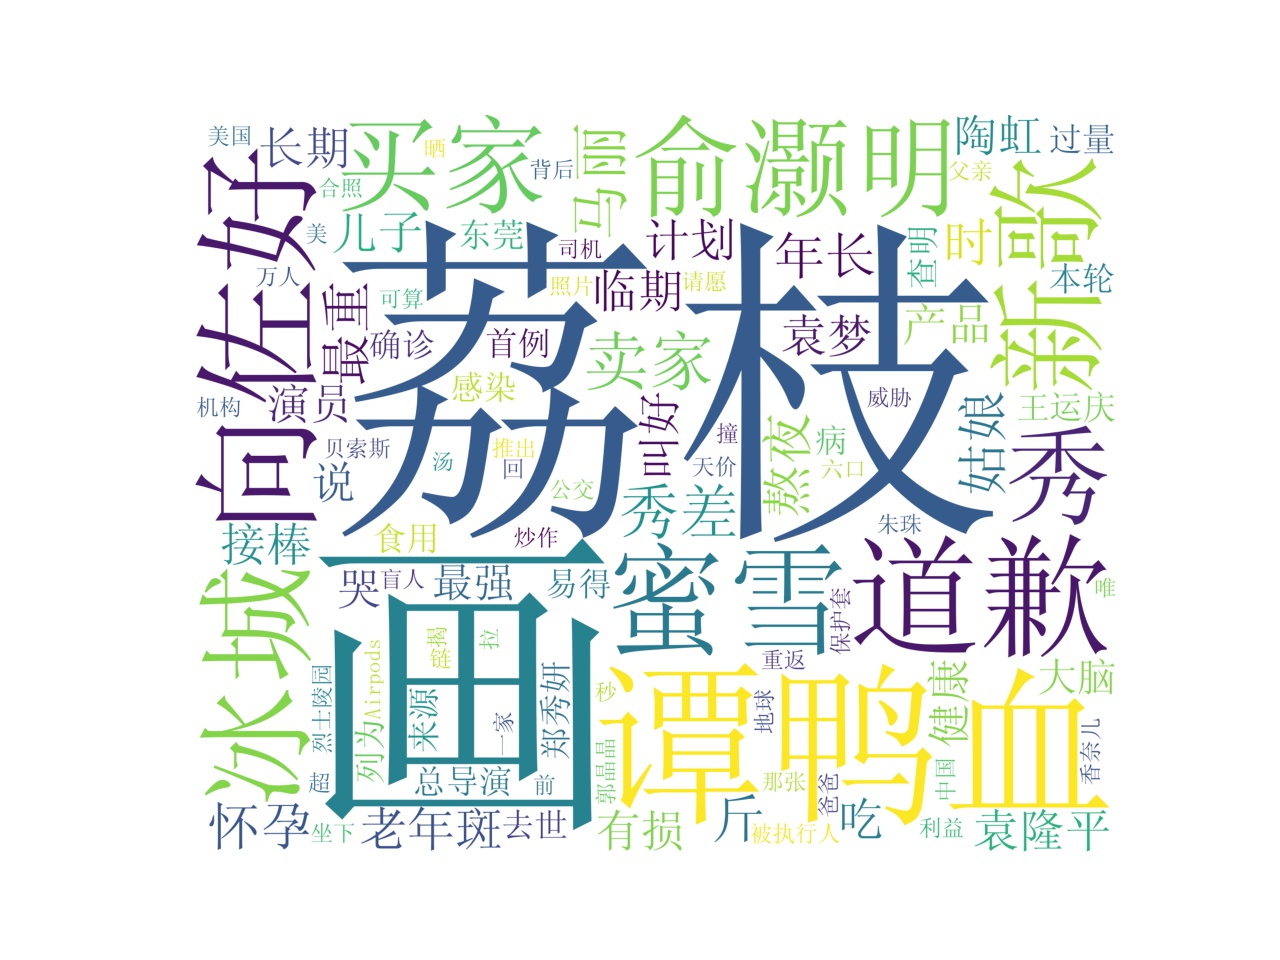 美国
长期
买家
晒
背后
马丽
俞灏明
陶虹
过量
合照
父亲
向佐好
美
儿子
东莞
司机
计划
年长
查明
时
新歌
万人
可算
照片
临期
请愿
本轮
最重
荔枝
确诊
首例
卖家
袁梦
产品
感染
机构
演员
叫好
威胁
姑娘
王运庆
贝索斯
汤
推出
回
撞
天价
熬夜
病
六口
说
公交
秀差
朱珠
秀
接棒
食用
炒作
画
哭
盲人
最强
易得
蜜雪
保护套
道歉
唯
冰城
重返
烈士陵园
列为Airpods
揭
链
拉
来源
一家
郑秀妍
秒
谭鸭血
地球
健康
大脑
总导演
前
郭晶晶
那张
爸爸
中国
香奈儿
超
怀孕
坐下
老年斑
去世
有损
斤
被执行人
吃
利益
袁隆平